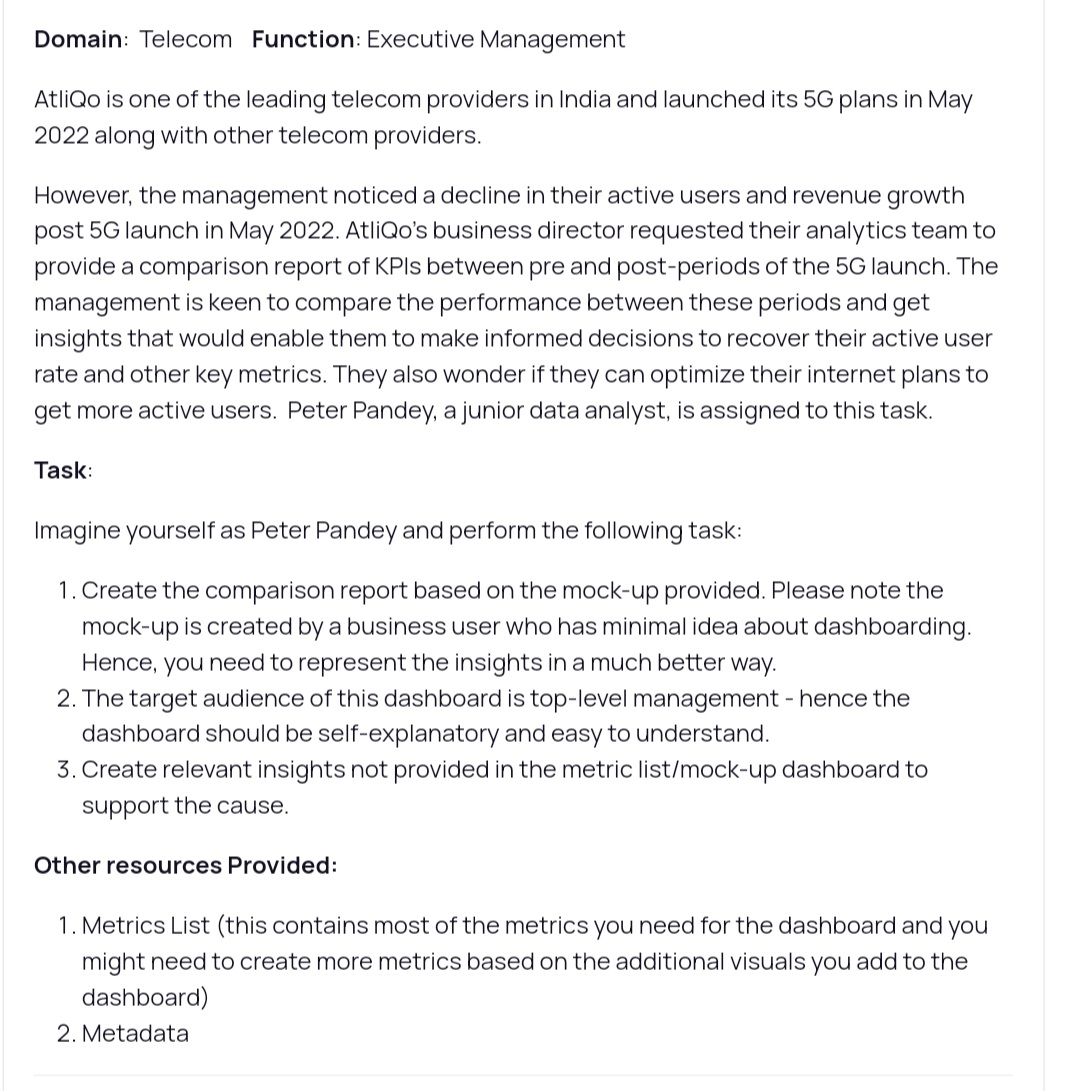 Domain: Telecom Function: Executive Management
AtliQo is one of the leading telecom providers in India and launched its 5G plans in May
2022 along with other telecom providers.
However, the management noticed a decline in their active users and revenue growth
post 5G launch in May 2022. AtliQo's business director requested their analytics team to
provide a comparison report of KPIs between pre and post-periods of the 5G launch. The
management is keen to compare the performance between these periods and get
insights that would enable them to make informed decisions to recover their active user
rate and other key metrics. They also wonder if they can optimize their internet plans to
get more active users. Peter Pandey, a junior data analyst, is assigned to this task.
Task:
Imagine yourself as Peter Pandey and perform the following task:
1. Create the comparison report based on the mock-up provided. Please note the
mock-up is created by a business user who has minimal idea about dashboarding.
Hence, you need to represent the insights in a much better way.
2. The target audience of this dashboard is top-level management - hence the
dashboard should be self-explanatory and easy to understand.
3. Create relevant insights not provided in the metric list/mock-up dashboard to
support the cause.
Other resources Provided:
1. Metrics List (this contains most of the metrics you need for the dashboard and you
might need to create more metrics based on the additional visuals you add to the
dashboard)
2. Metadata